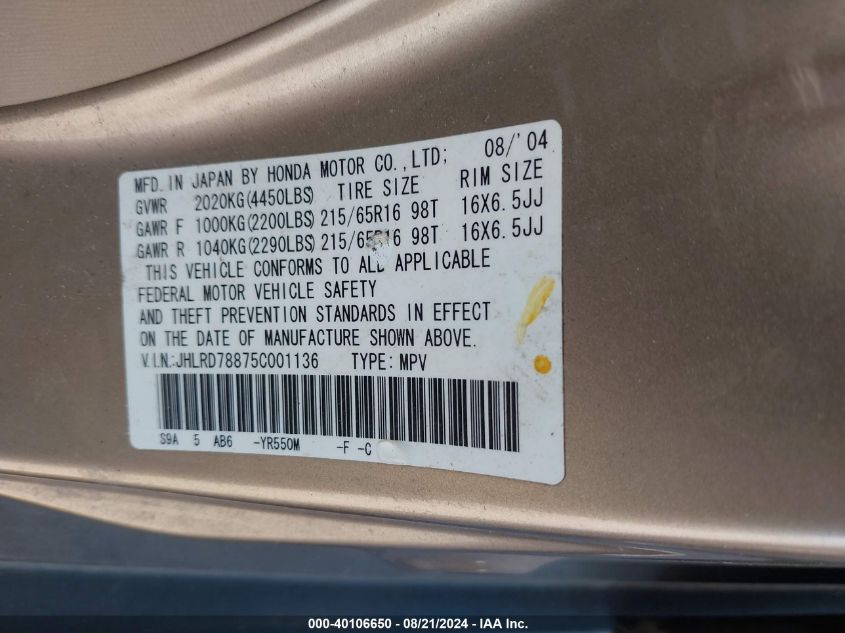 MFD. IN JAPAN BY HONDA MOTOR CO.,LTD; 08/'04
GVWR 2020KG(4450LBS) TIRE SIZE RIM SIZE
GAWR F 1000KG(2200LBS) 215/65R16 98T 16X6.5JJ
GAWR R 1040KG(2290LBS) 215/65R16 98T 16X6.5JJ
THIS VEHICLE CONFORMS TO ALL APPLICABLE
FEDERAL MOTOR VEHICLE SAFETY
AND THEFT PREVENTION STANDARDS IN EFFECT
ON THE DATE OF MANUFACTURE SHOWN ABOVE.
V.I.N.:JHLRD78875C001136 TYPE: MPV
S9A 5 AB6 -YR550M -F -C
000-40106650 / 08/21/2024 - IAA Inc.